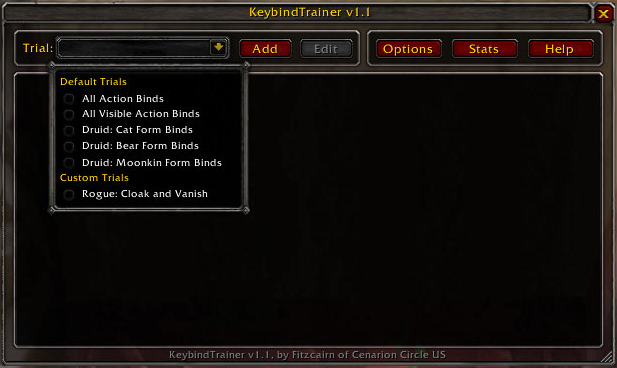 KeybindTrainer v1.1
Trial: Add Edit Options Stats Help
Default Trials
All Action Binds
All Visible Action Binds
Druid: Cat Form Binds
Druid: Bear Form Binds
Druid: Moonkin Form Binds
Custom Trials
Rogue: Cloak and Vanish
KeybindTrainer v1.1, by Fitzcairn of Cenarion Circle US